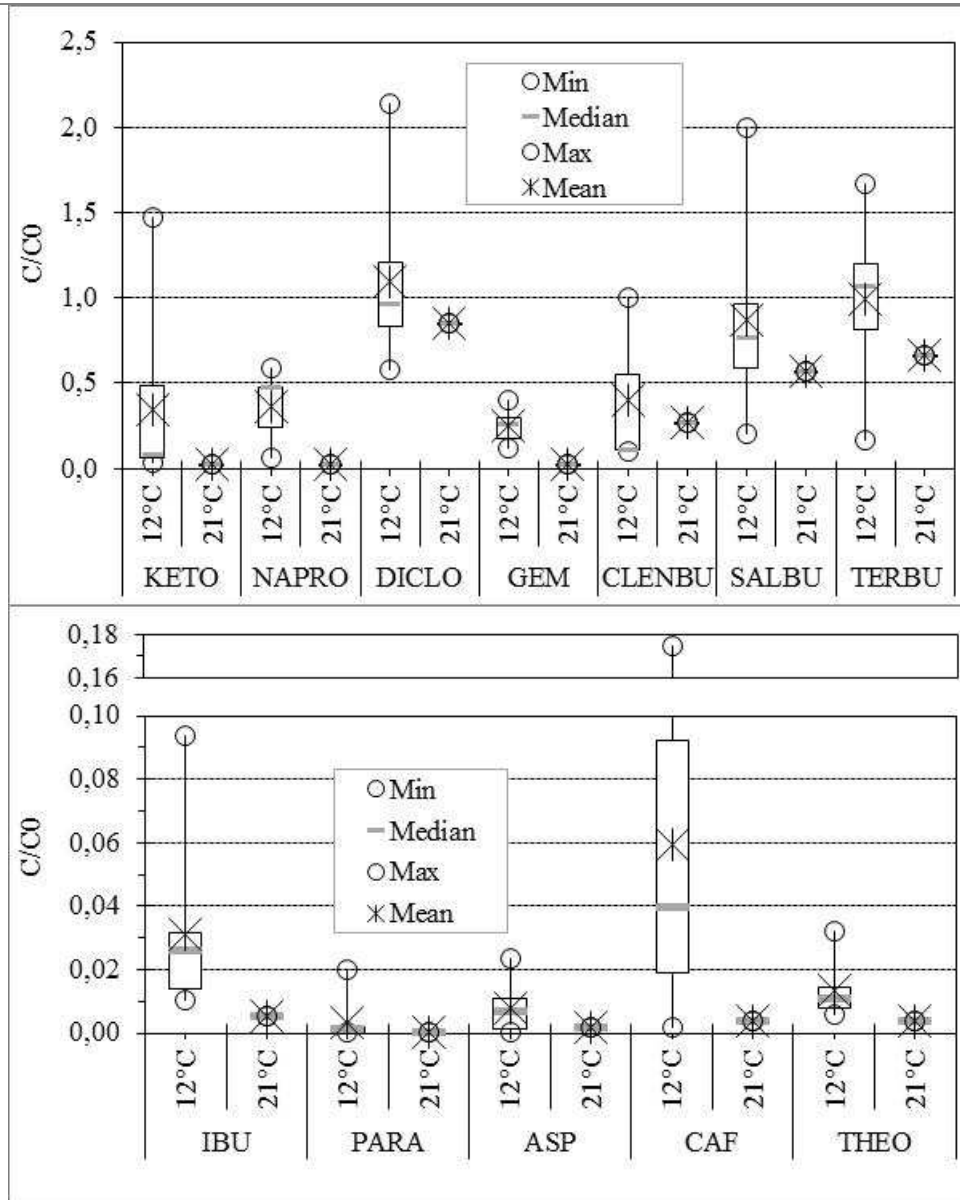 2,5
2,0
1,5
1,0
0,5
0,0
C/C0
Min
Median
Max
Mean
12°C 21°C 12°C 21°C 12°C 21°C 12°C 21°C 12°C 21°C 12°C 21°C 12°C 21°C
KETO NAPRO DICLO GEM CLENBU SALBU TERBU
0,18
0,16
0,10
0,08
0,06
0,04
0,02
0,00
C/C0
Min
Median
Max
Mean
12°C 21°C 12°C 21°C 12°C 21°C 12°C 21°C 12°C 21°C
IBU PARA ASP CAF THEO